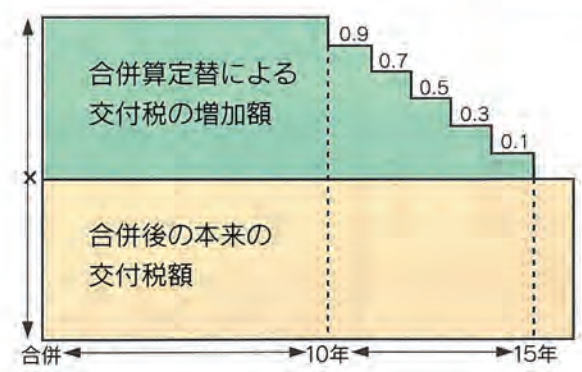 0.9
0.7
0.5
0.3
0.1
合併算定替による
交付税の増加額
合併後の本来の
交付税額
合併
10年
15年